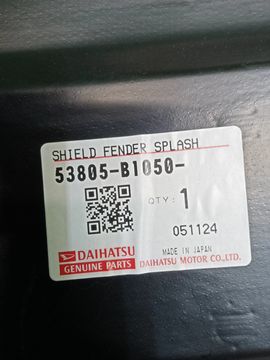 SHIELD FENDER SPLASH
53805-B1050-
QTY: 1
051124
DAIHATSU MADE IN JAPAN
GENUINE PARTS DAIHATSU MOTOR CO.,LTD.